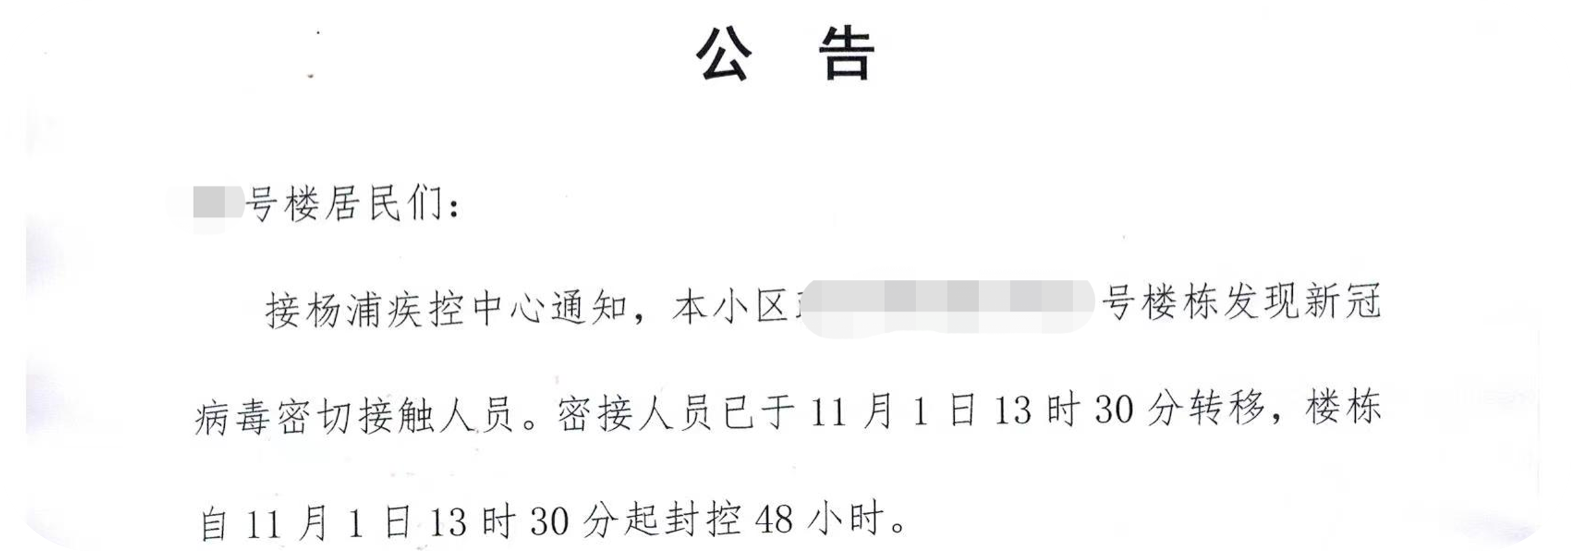 公 告
号楼居民们：
接杨浦疾控中心通知，本小区 号楼栋发现新冠
病毒密切接触人员。密接人员已于 11 月 1 日 13 时 30 分转移，楼栋
自 11 月 1 日 13 时 30 分起封控 48 小时。